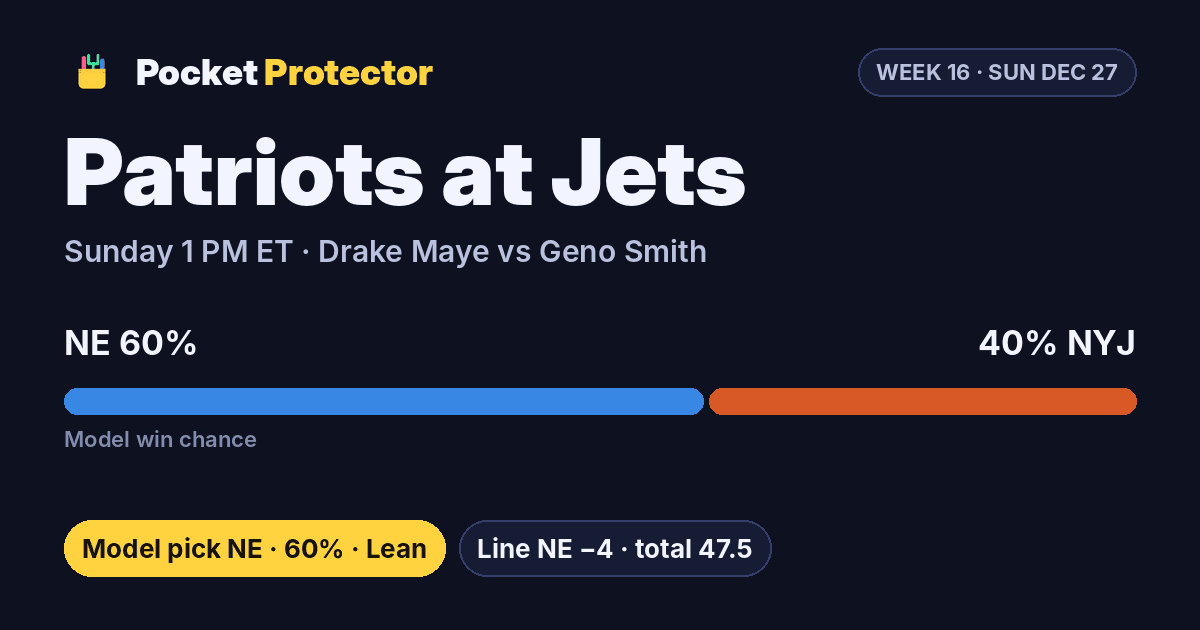 Pocket Protector
WEEK 16 · SUN DEC 27
Patriots at Jets
Sunday 1 PM ET · Drake Maye vs Geno Smith
NE 60%
40% NYJ
Model win chance
Model pick NE · 60% · Lean
Line NE −4 · total 47.5